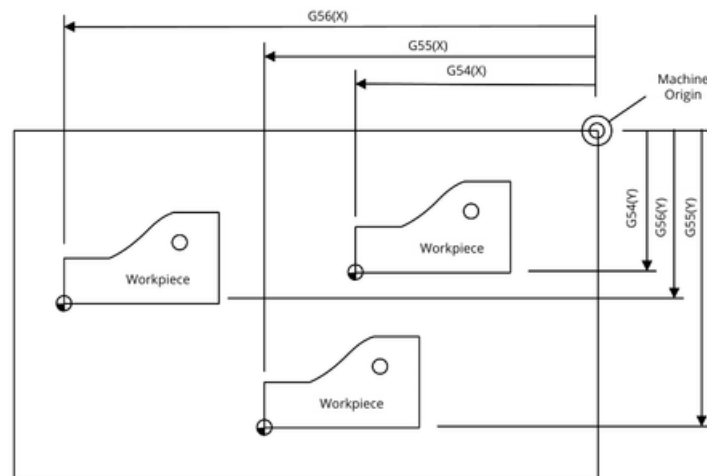 G56(X)
G55(X)
G54(X)
Machine
Origin
G54(Y)
G56(Y)
G55(Y)
Workpiece
Workpiece
Workpiece